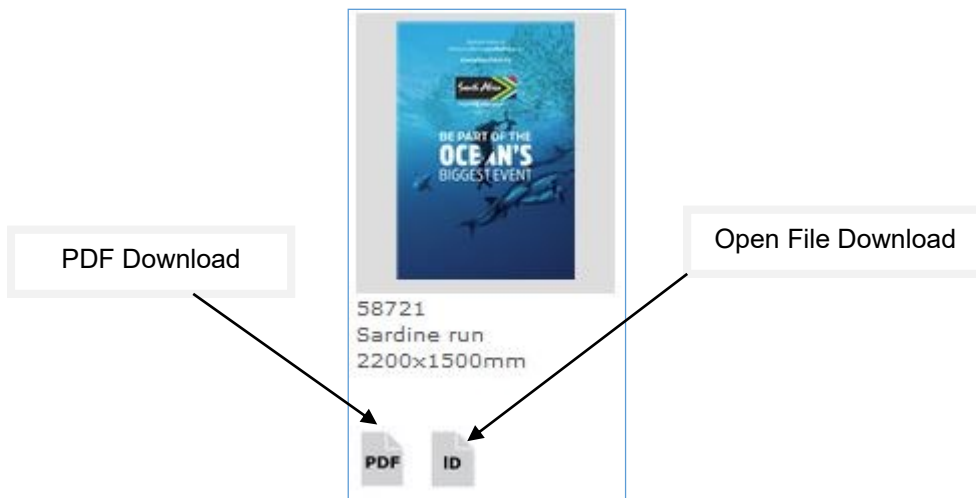 South Africa
BE PART OF THE
OCEAN'S
BIGGEST EVENT
PDF Download
Open File Download
58721
Sardine run
2200x1500mm
PDF
ID